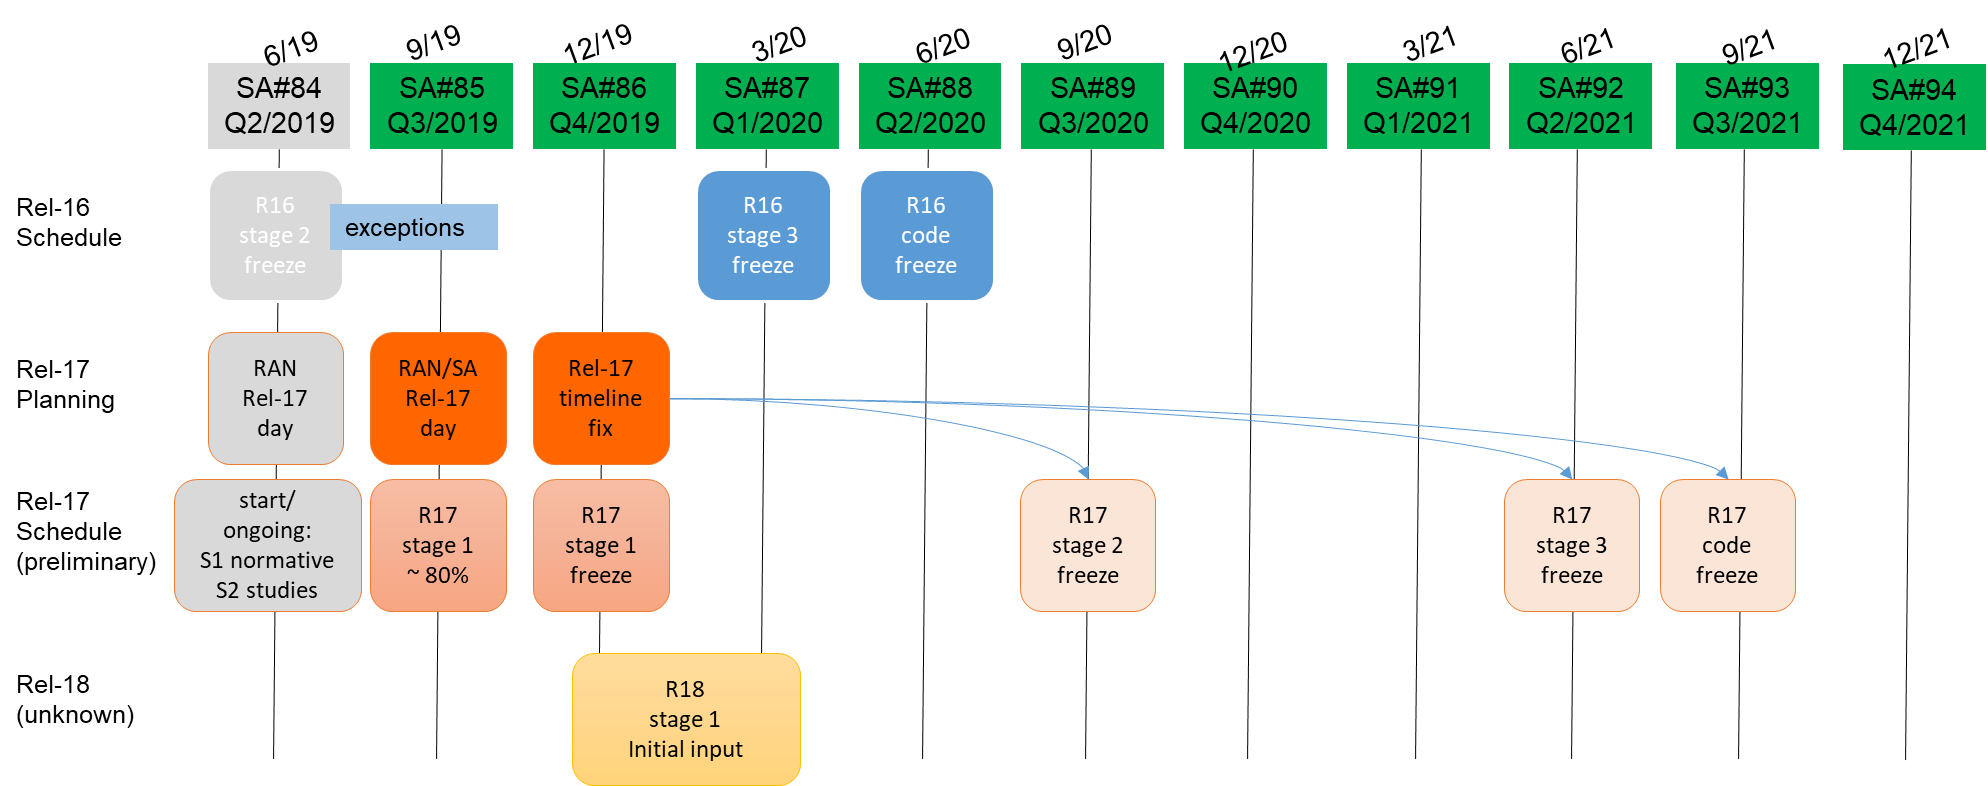 6/19
9/19
12/19
3/20
6/20
9/20
12/20
3/21
6/21
9/21
12/21
SA#84
Q2/2019
SA#85
Q3/2019
SA#86
Q4/2019
SA#87
Q1/2020
SA#88
Q2/2020
SA#89
Q3/2020
SA#90
Q4/2020
SA#91
Q1/2021
SA#92
Q2/2021
SA#93
Q3/2021
SA#94
Q4/2021
Rel-16
Schedule
R16
stage 2
freeze
exceptions
R16
stage 3
freeze
R16
code
freeze
Rel-17
Planning
RAN
Rel-17
day
RAN/SA
Rel-17
day
Rel-17
timeline
fix
Rel-17
Schedule
(preliminary)
start/
ongoing:
S1 normative
S2 studies
R17
stage 1
~ 80%
R17
stage 1
freeze
R17
stage 2
freeze
R17
stage 3
freeze
R17
code
freeze
Rel-18
(unknown)
R18
stage 1
Initial input